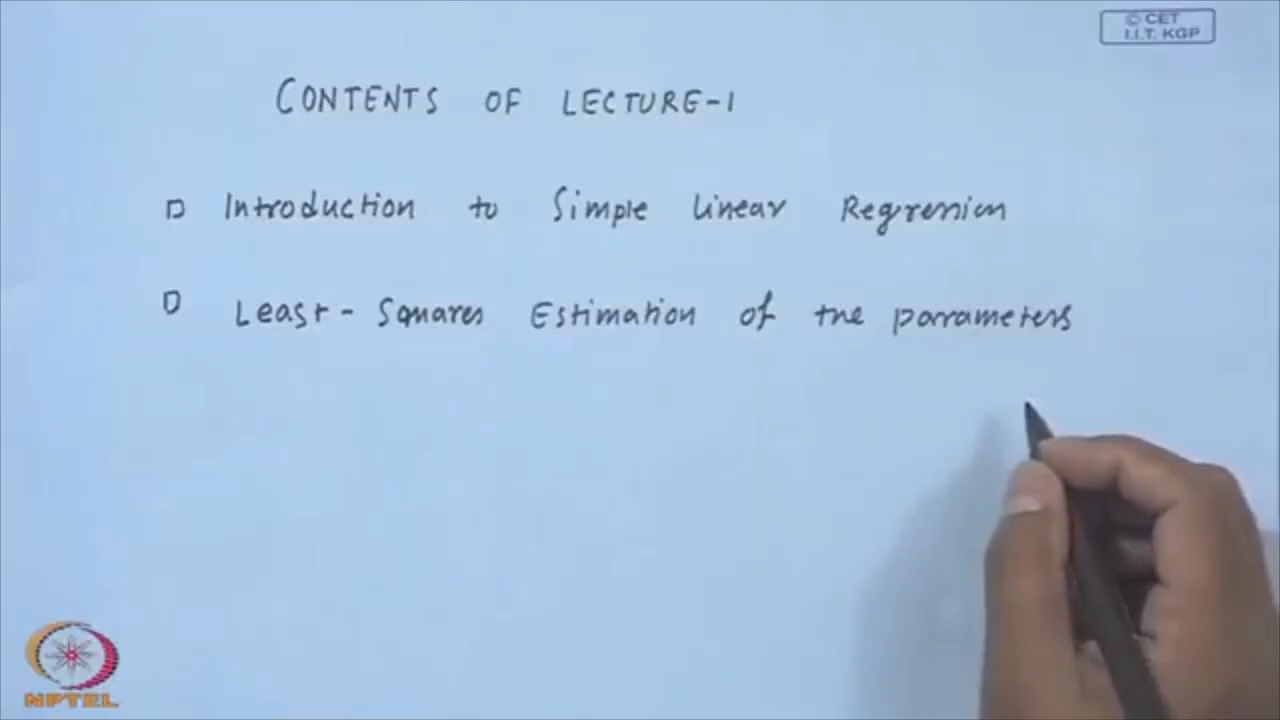 © CET
I.I.T. KGP
CONTENTS OF LECTURE-1
Introduction to Simple Linear Regression
Least-Squares Estimation of the parameters
NPTEL